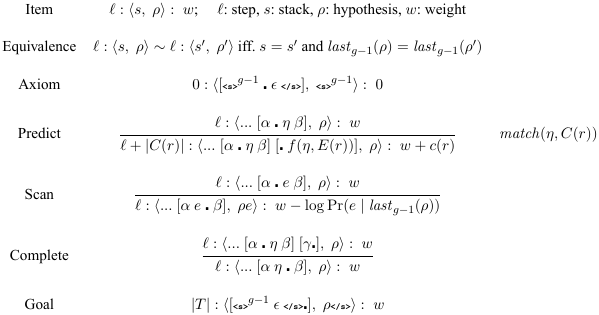 Item ℓ : ⟨s, ρ⟩ : w; ℓ: step, s: stack, ρ: hypothesis, w: weight
Equivalence ℓ : ⟨s, ρ⟩ ∼ ℓ : ⟨s′, ρ′⟩ iff. s = s′ and last_{g−1}(ρ) = last_{g−1}(ρ′)
Axiom 0 : ⟨[<s>^{g−1} ▪ ϵ </s>], <s>^{g−1}⟩ : 0
ℓ : ⟨... [α ▪ η β], ρ⟩ : w
Predict match(η, C(r))
ℓ + |C(r)| : ⟨... [α ▪ η β] [▪ f(η, E(r))], ρ⟩ : w + c(r)
ℓ : ⟨... [α ▪ e β], ρ⟩ : w
Scan
ℓ : ⟨... [α e ▪ β], ρe⟩ : w − log Pr(e | last_{g−1}(ρ))
ℓ : ⟨... [α ▪ η β] [γ▪], ρ⟩ : w
Complete
ℓ : ⟨... [α η ▪ β], ρ⟩ : w
Goal |T| : ⟨[<s>^{g−1} ϵ </s>▪], ρ</s>⟩ : w